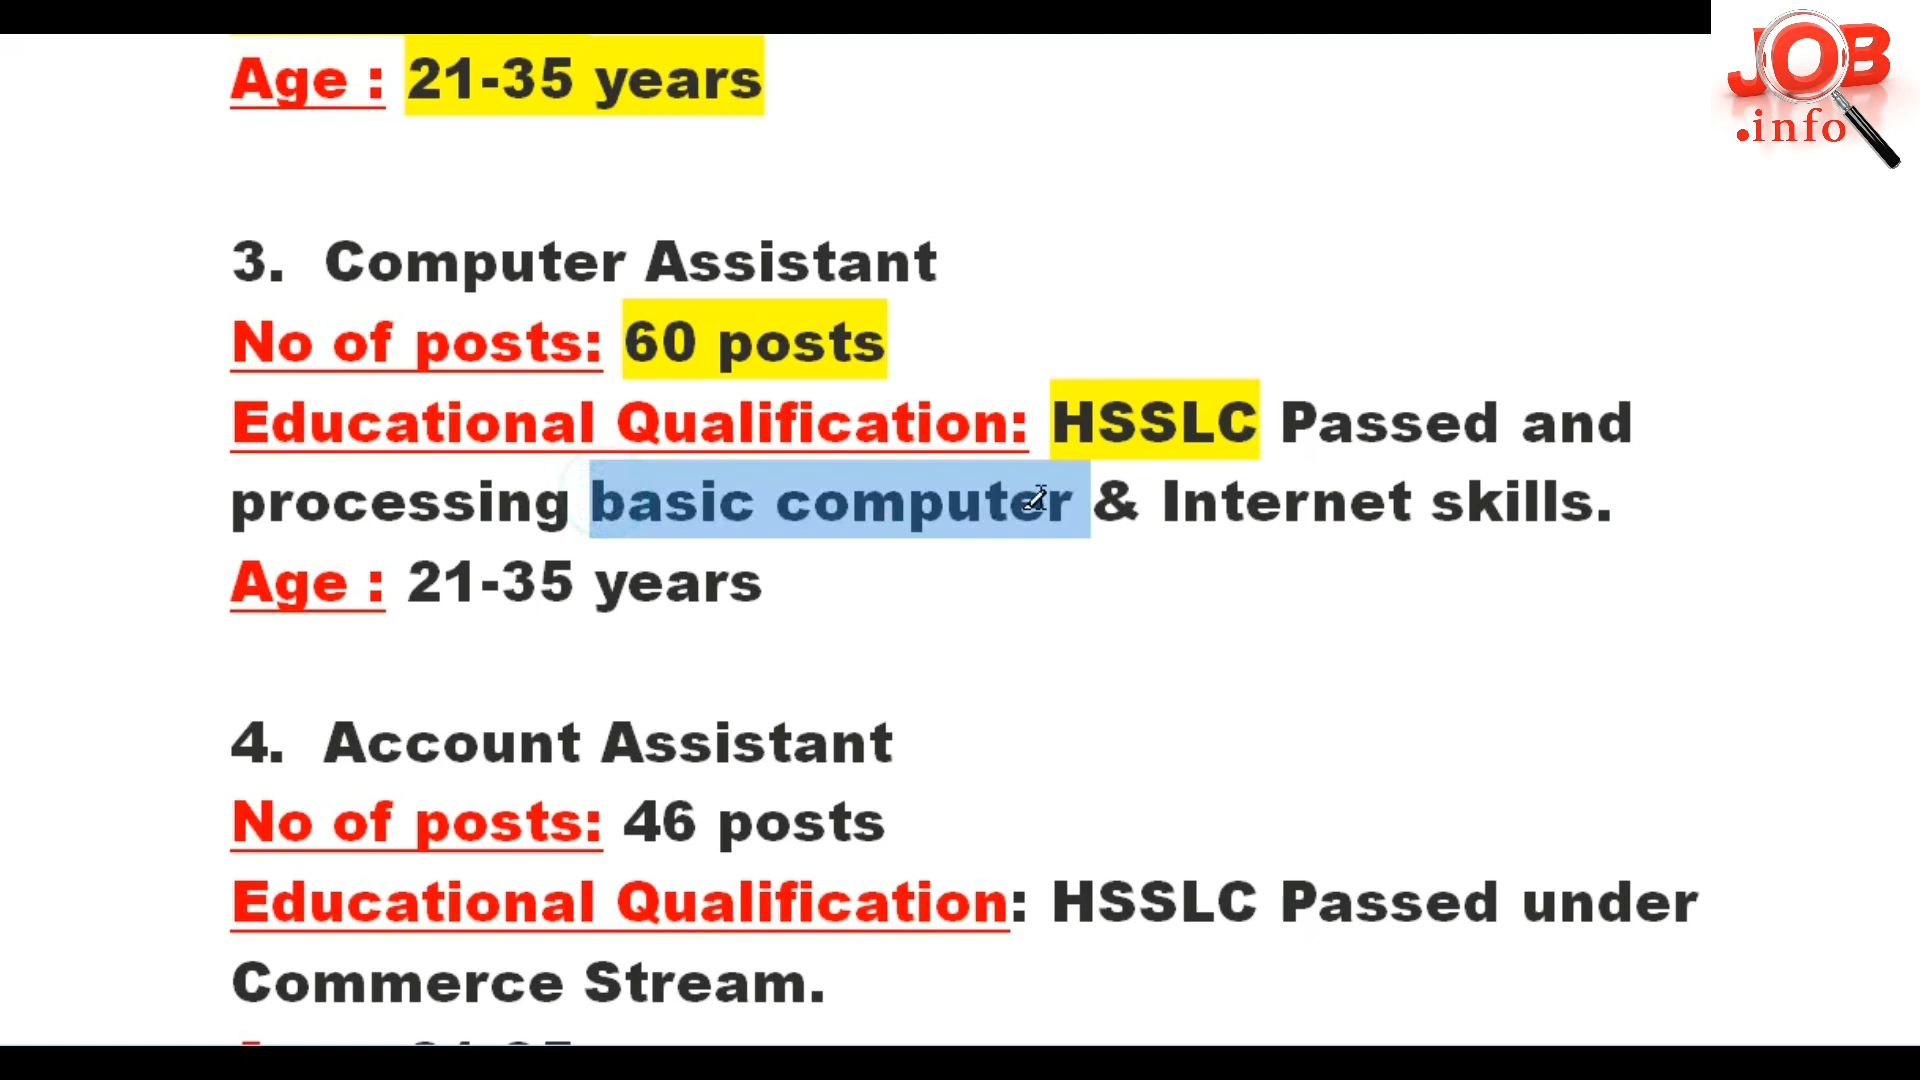 JOB
.info
Age : 21-35 years
3. Computer Assistant
No of posts: 60 posts
Educational Qualification: HSSLC Passed and
processing basic computer & Internet skills.
Age : 21-35 years
4. Account Assistant
No of posts: 46 posts
Educational Qualification: HSSLC Passed under
Commerce Stream.